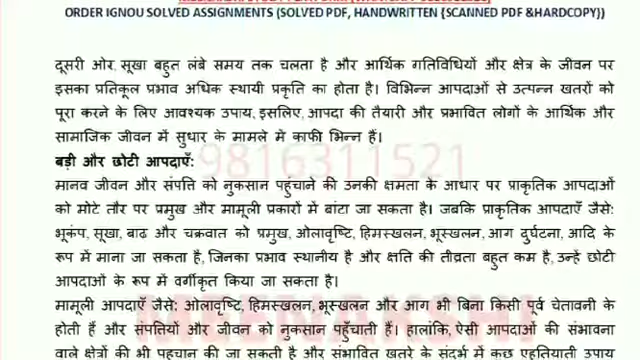 ORDER IGNOU SOLVED ASSIGNMENTS (SOLVED PDF, HANDWRITTEN {SCANNED PDF &HARDCOPY})
दूसरी ओर, सूखा बहुत लंबे समय तक चलता है और आर्थिक गतिविधियों और क्षेत्र के जीवन पर
इसका प्रतिकूल प्रभाव अधिक स्थायी प्रकृति का होता है। विभिन्न आपदाओं से उत्पन्न खतरों को
पूरा करने के लिए आवश्यक उपाय, इसलिए, आपदा की तैयारी और प्रभावित लोगों के आर्थिक और
सामाजिक जीवन में सुधार के मामले में काफी भिन्न हैं।
बड़ी और छोटी आपदाएँ:
9816311521
मानव जीवन और संपत्ति को नुकसान पहुंचाने की उनकी क्षमता के आधार पर प्राकृतिक आपदाओं
को मोटे तौर पर प्रमुख और मामूली प्रकारों में बांटा जा सकता है। जबकि प्राकृतिक आपदाएँ जैसे:
भूकंप, सूखा, बाढ और चक्रवात को प्रमुख, ओलावृष्टि, हिमस्खलन, भूस्खलन, आग दुर्घटना, आदि के
रूप में माना जा सकता है, जिनका प्रभाव स्थानीय है और क्षति की तीव्रता बहुत कम है, उन्हें छोटी
आपदाओं के रूप में वर्गीकृत किया जा सकता है।
मामूली आपदाएँ जैसे: ओलावृष्टि, हिमस्खलन, भूस्खलन और आग भी बिना किसी पूर्व चेतावनी के
होती हैं और संपत्तियों और जीवन को नुकसान पहुँचाती हैं। हालांकि, ऐसी आपदाओं की संभावना
वाले क्षेत्रों की भी पहचान की जा सकती है और संभावित खतरे के संदर्भ में कुछ एहतियाती उपाय